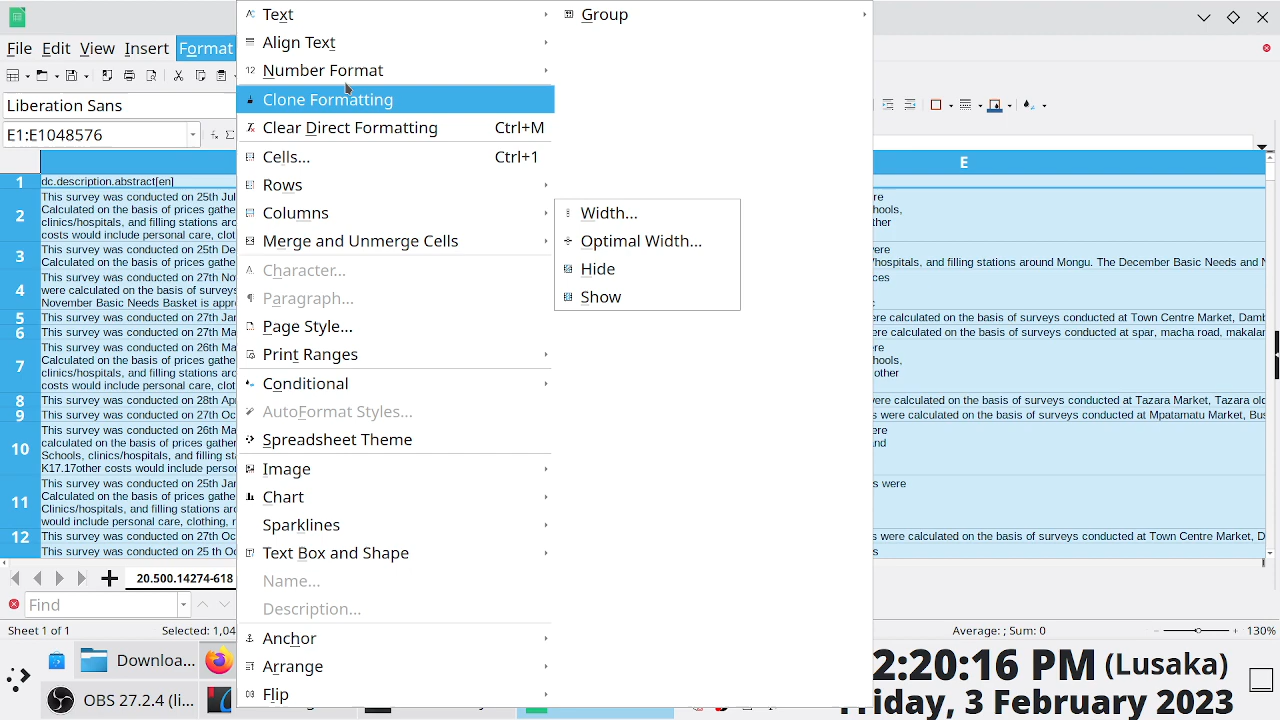 File Edit View Insert Format
Liberation Sans
E1:E1048576
Text
Align Text
Number Format
Clone Formatting
Clear Direct Formatting Ctrl+M
Cells... Ctrl+1
Rows
Columns
Merge and Unmerge Cells
Character...
Paragraph...
Page Style...
Print Ranges
Conditional
AutoFormat Styles...
Spreadsheet Theme
Image
Chart
Sparklines
Text Box and Shape
Name...
Description...
Anchor
Arrange
Flip
Group
Width...
Optimal Width...
Hide
Show
E
1 dc.description.abstract[en]
This survey was conducted on 25th Jul
2 Calculated on the basis of prices gathe
clinics/hospitals, and filling stations aro
costs would include personal care, clot
This survey was conducted on 25th De
3 Calculated on the basis of prices gathe
This survey was conducted on 27th Nov
4 were calculated on the basis of survey
November Basic Needs Basket is appro
5 This survey was conducted on 27th Jan
6 This survey was conducted on 27th Ma
This survey was conducted on 26th Ma
7 Calculated on the basis of prices gathe
clinics/hospitals, and filling stations aro
costs would include personal care, clot
8 This survey was conducted on 28th Apr
9 This survey was conducted on 27th Oc
This survey was conducted on 26th Ma
10 calculated on the basis of prices gathe
Schools, clinics/hospitals, and filling st
K17.17other costs would include perso
This survey was conducted on 25th Jan
11 Calculated on the basis of prices gathe
Clinics/hospitals, and filling stations aro
would include personal care, clothing, r
12 This survey was conducted on 27th Oc
This survey was conducted on 25 th Oc
ere
hools,
other
were
ospitals, and filling stations around Mongu. The December Basic Needs and N
ces
re calculated on the basis of surveys conducted at Town Centre Market, Damb
re calculated on the basis of surveys conducted at spar, macha road, makalan
ere
hools,
other
were calculated on the basis of surveys conducted at Tazara Market, Tazara old
were calculated on the basis of surveys conducted at Mpatamatu Market, Bus
ere
and
s were
s were calculated on the basis of surveys conducted at Town Centre Market, D
s
20.500.14274-618
Find
Sheet 1 of 1 Selected: 1,04 Average: ; Sum: 0 130%
Downloa...
OBS 27.2.4 (li...
2:20:16 PM (Lusaka)
riday, 3 February 2023